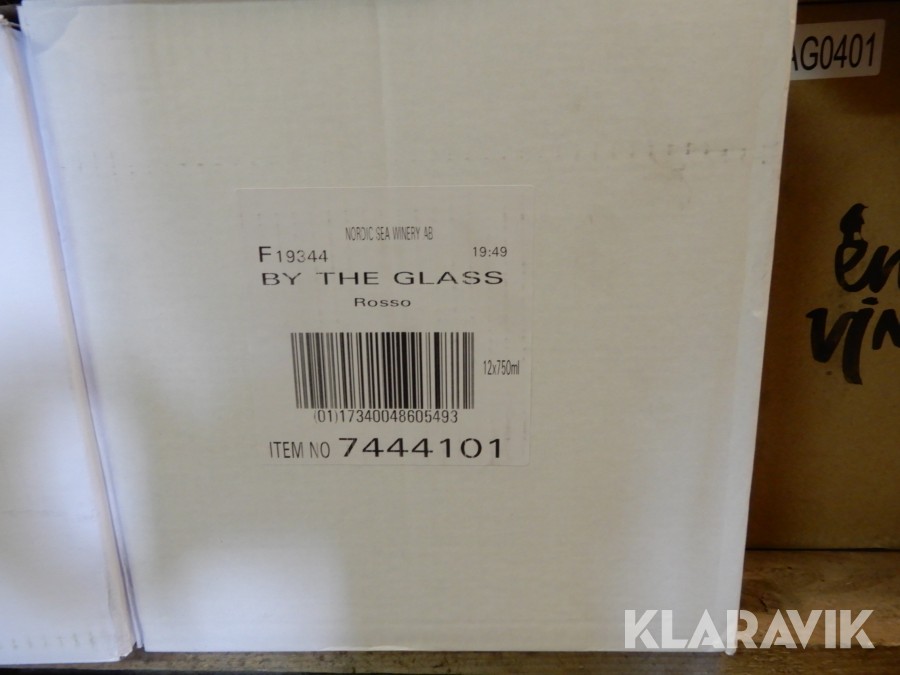 AG0401
NORDIC SEA WINERY AB
F19344 19:49
BY THE GLASS
Rosso
12x750ml
(01)17340048605493
ITEM NO 7444101
KLARAVIK